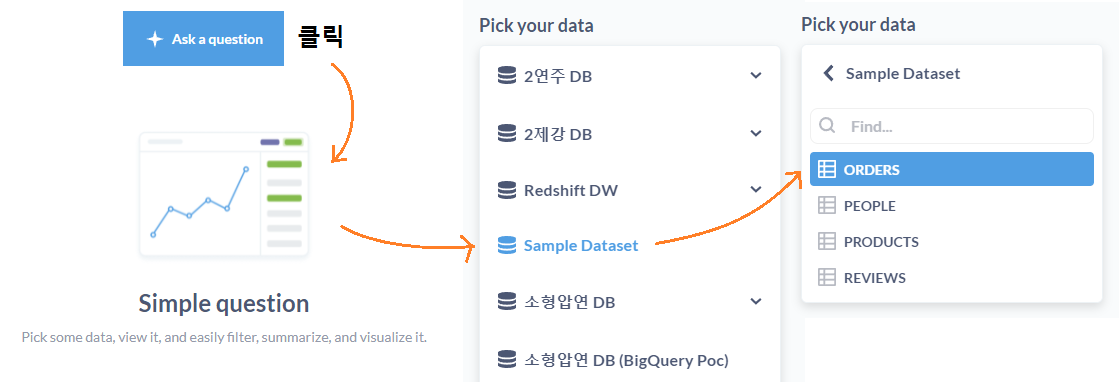 Ask a question
클릭
Simple question
Pick some data, view it, and easily filter, summarize, and visualize it.
Pick your data
2연주 DB
2제강 DB
Redshift DW
Sample Dataset
소형압연 DB
소형압연 DB (BigQuery Poc)
Pick your data
Sample Dataset
Find...
ORDERS
PEOPLE
PRODUCTS
REVIEWS